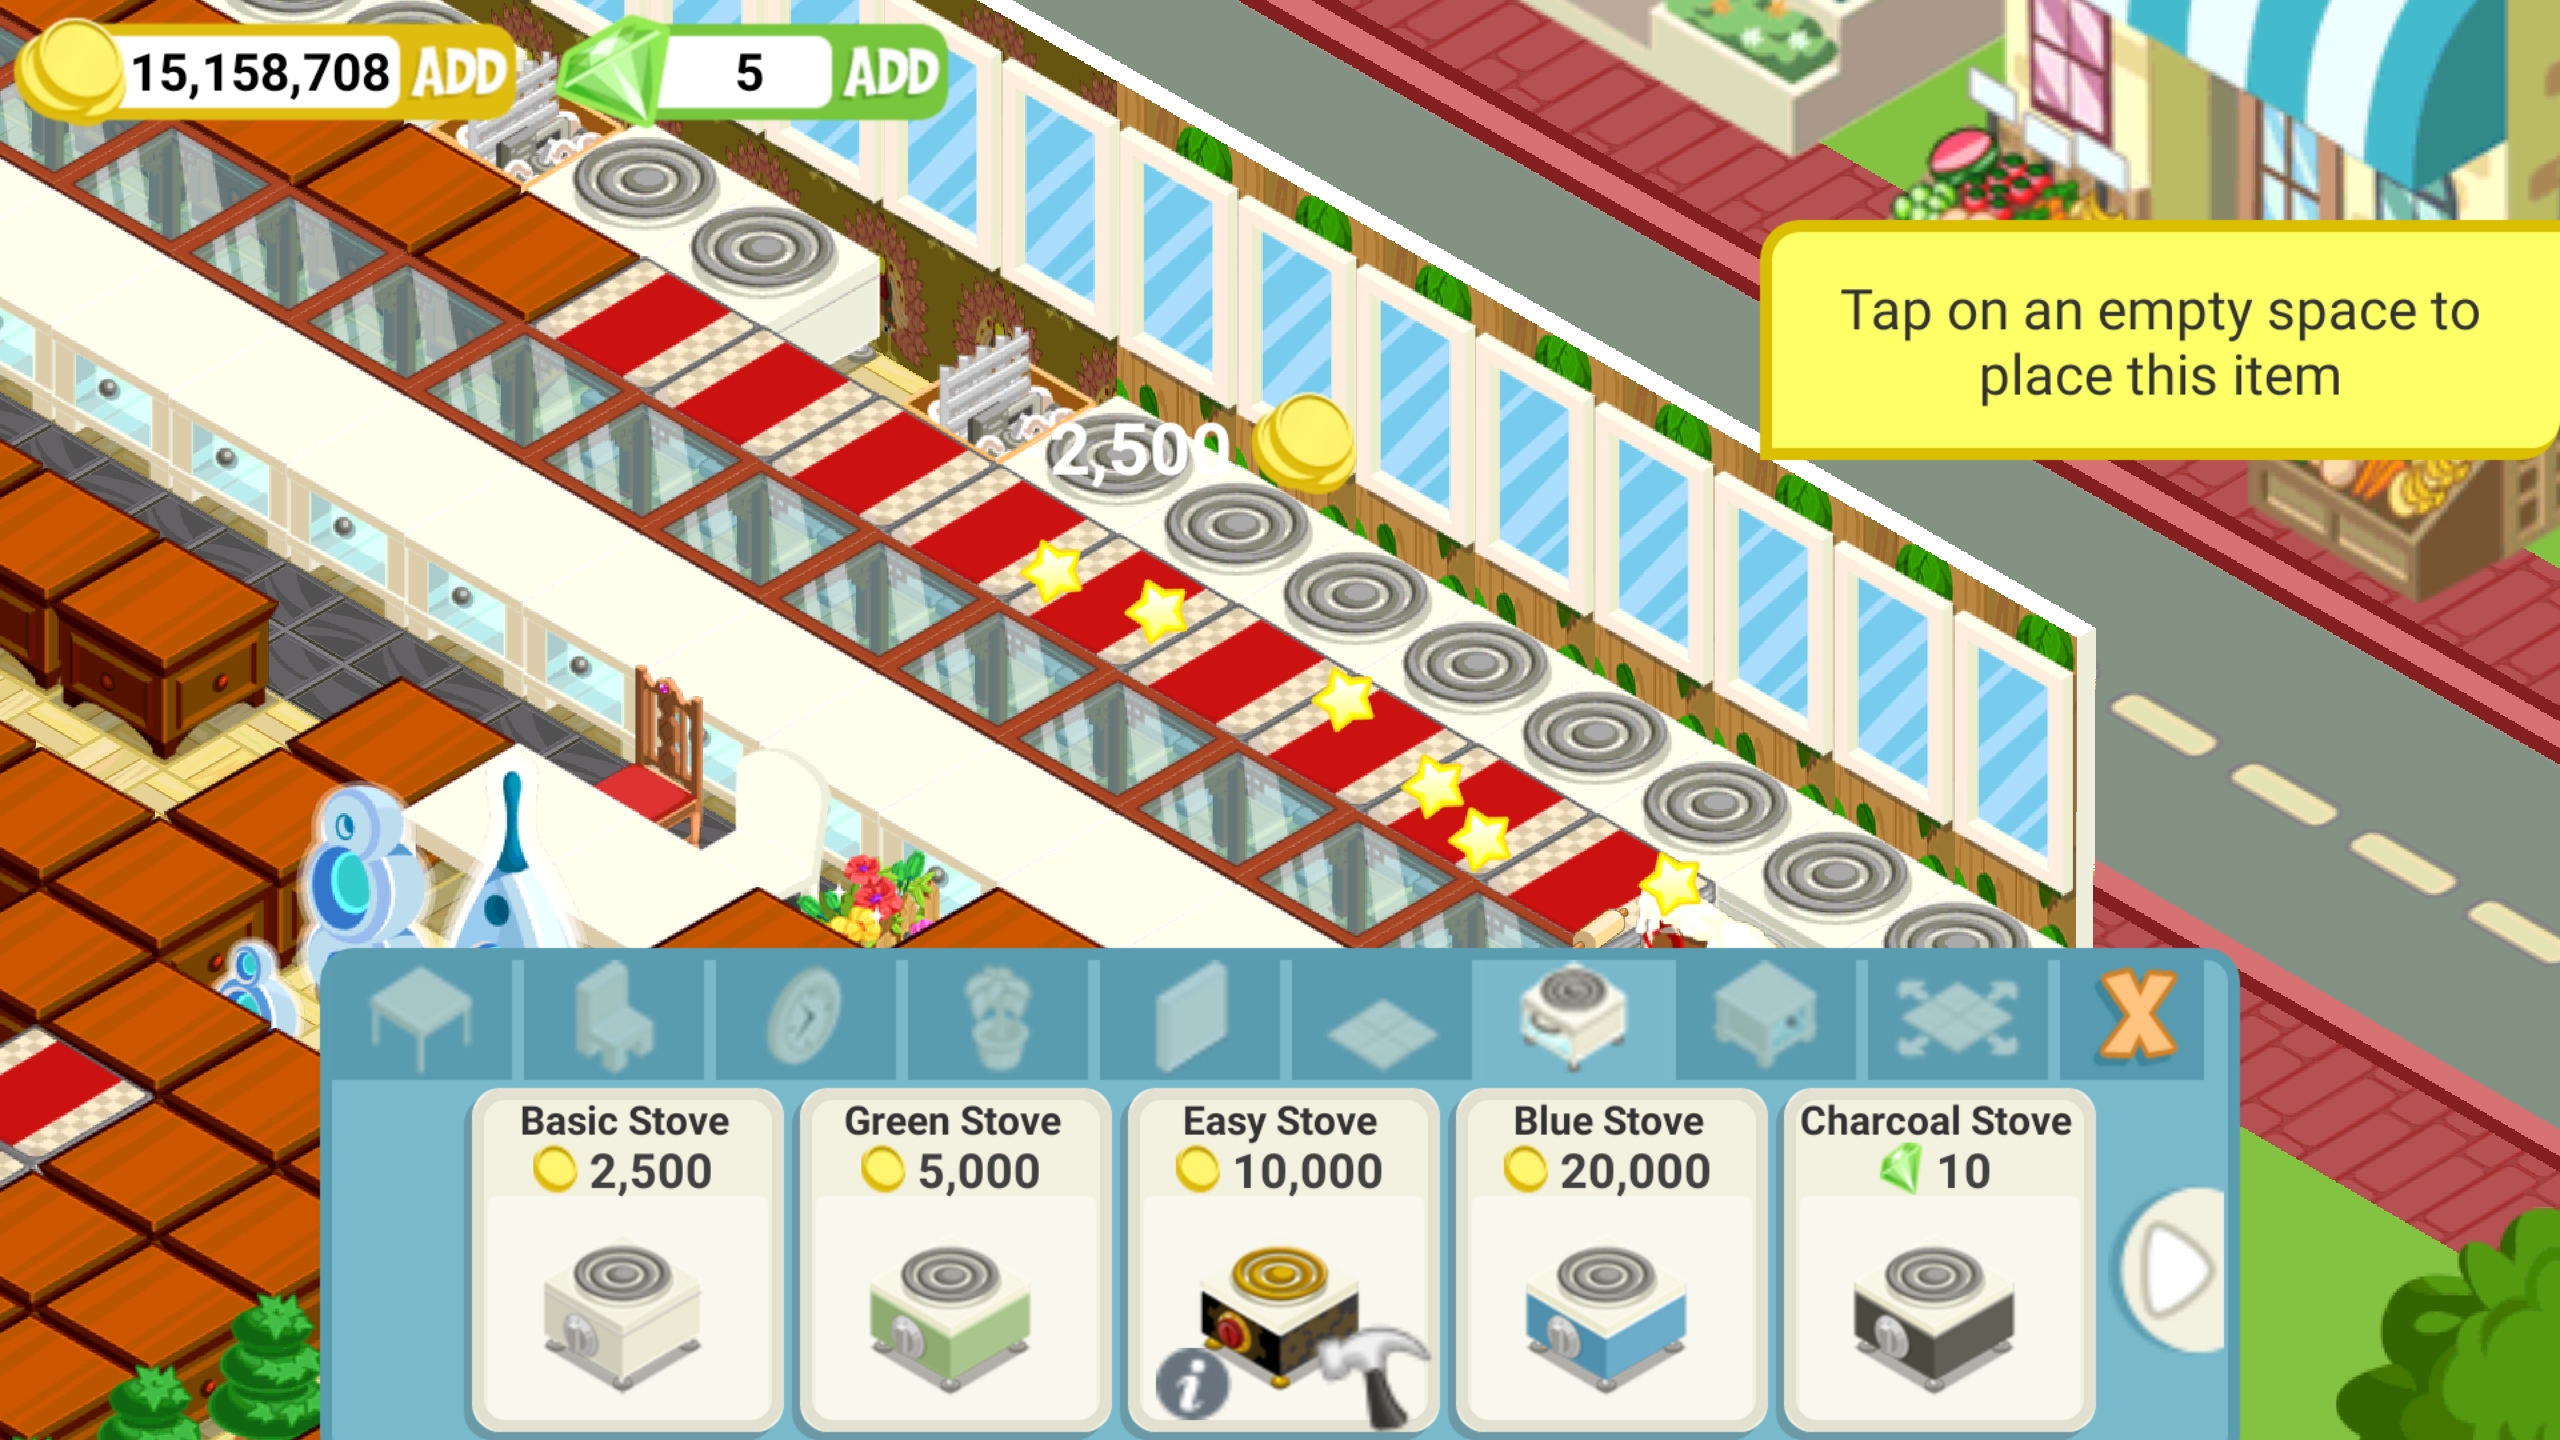 15,158,708 ADD
5 ADD
Tap on an empty space to
place this item
2,500
Basic Stove
2,500
Green Stove
5,000
Easy Stove
10,000
Blue Stove
20,000
Charcoal Stove
10
i